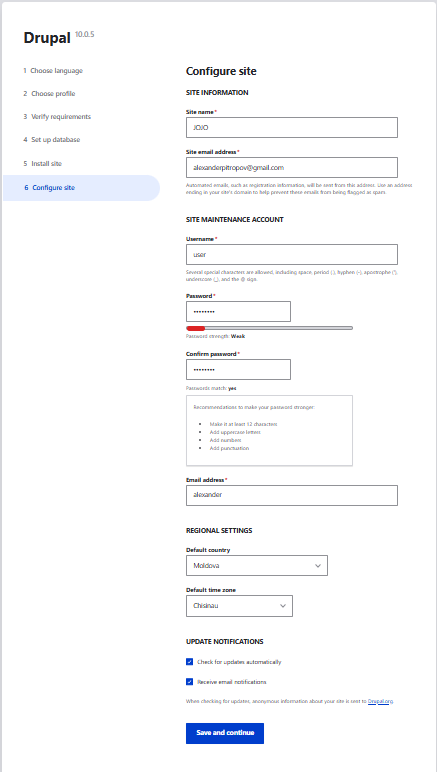 Drupal 10.0.5
1 Choose language
2 Choose profile
3 Verify requirements
4 Set up database
5 Install site
6 Configure site
Configure site
SITE INFORMATION
Site name*
JOJO
Site email address*
alexanderpitropov@gmail.com
Automated emails, such as registration information, will be sent from this address. Use an address
ending in your site's domain to help prevent these emails from being flagged as spam.
SITE MAINTENANCE ACCOUNT
Username*
user
Several special characters are allowed, including space, period (.), hyphen (-), apostrophe ('),
underscore (_), and the @ sign.
Password*
••••••••
Password strength: Weak
Confirm password*
••••••••
Passwords match: yes
Recommendations to make your password stronger:
• Make it at least 12 characters
• Add uppercase letters
• Add numbers
• Add punctuation
Email address*
alexander
REGIONAL SETTINGS
Default country
Moldova
Default time zone
Chisinau
UPDATE NOTIFICATIONS
Check for updates automatically
Receive email notifications
When checking for updates, anonymous information about your site is sent to Drupal.org.
Save and continue